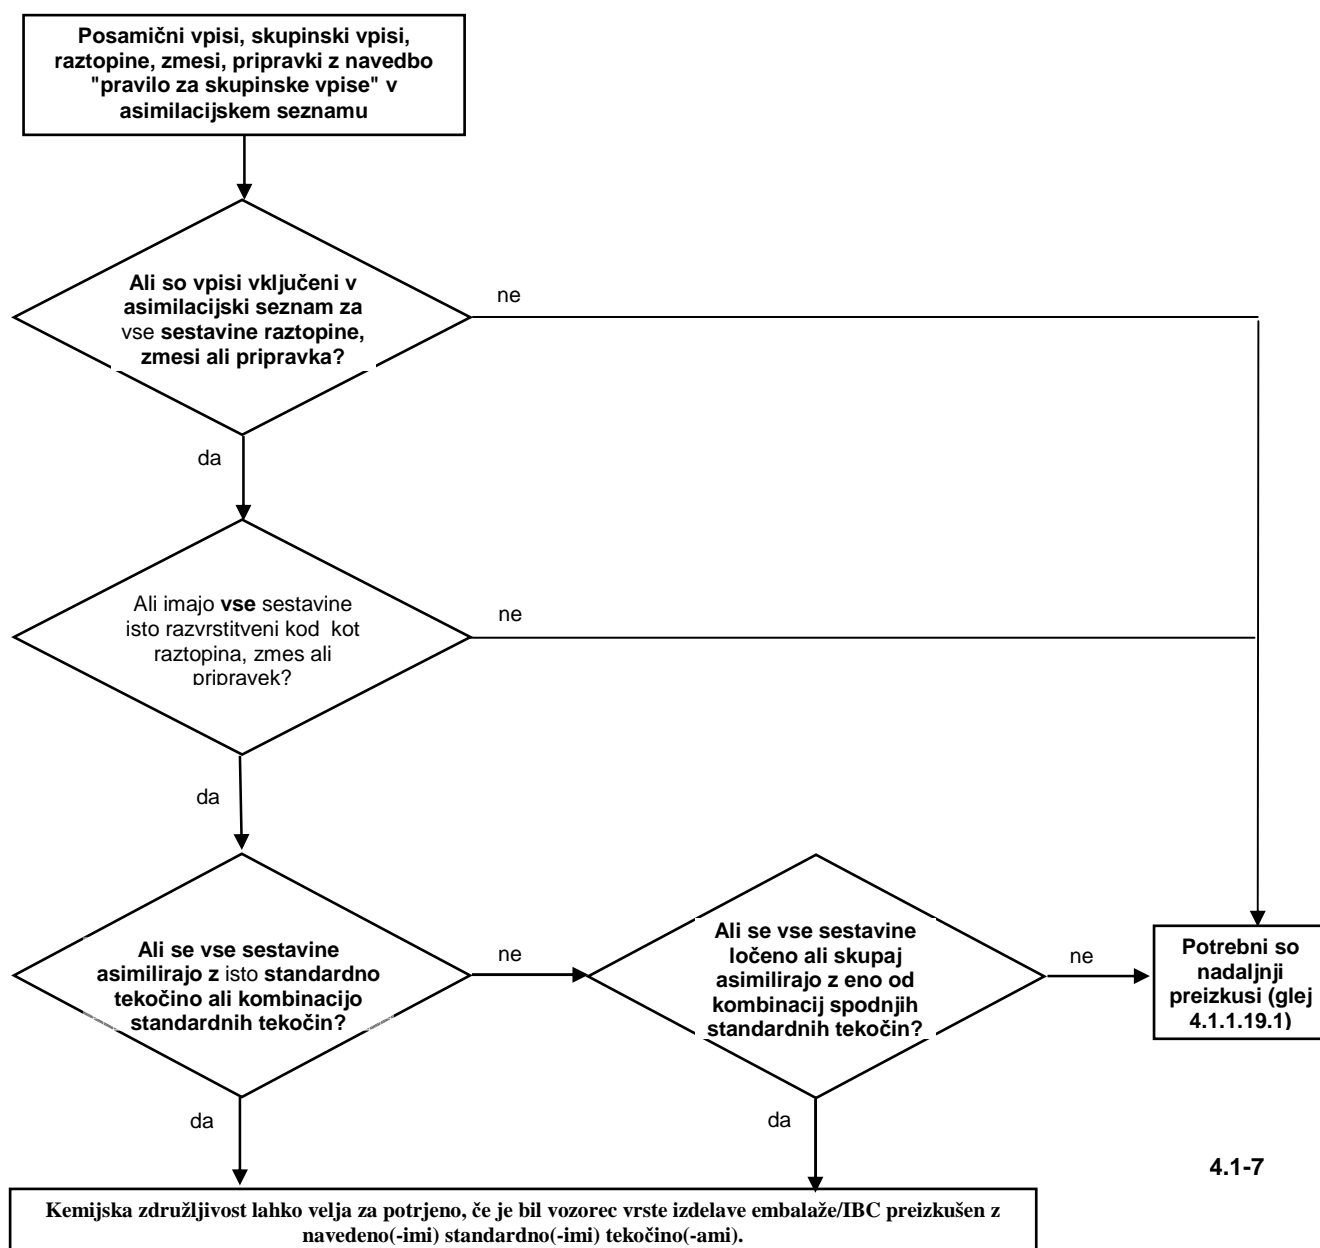 Posamični vpisi, skupinski vpisi,
raztopine, zmesi, pripravki z navedbo
"pravilo za skupinske vpise" v
asimilacijskem seznamu
Ali so vpisi vključeni v
asimilacijski seznam za
vse sestavine raztopine,
zmesi ali pripravka?
ne
da
Ali imajo vse sestavine
isto razvrstitveni kod kot
raztopina, zmes ali
pripravek?
ne
da
Ali se vse sestavine
asimilirajo z isto standardno
tekočino ali kombinacijo
standardnih tekočin?
ne
Ali se vse sestavine
ločeno ali skupaj
asimilirajo z eno od
kombinacij spodnjih
standardnih tekočin?
ne
Potrebni so
nadaljnji
preizkusi (glej
4.1.1.19.1)
da
da
4.1-7
Kemijska združljivost lahko velja za potrjeno, če je bil vozorec vrste izdelave embalaže/IBC preizkušen z
navedeno(-imi) standardno(-imi) tekočino(-ami).